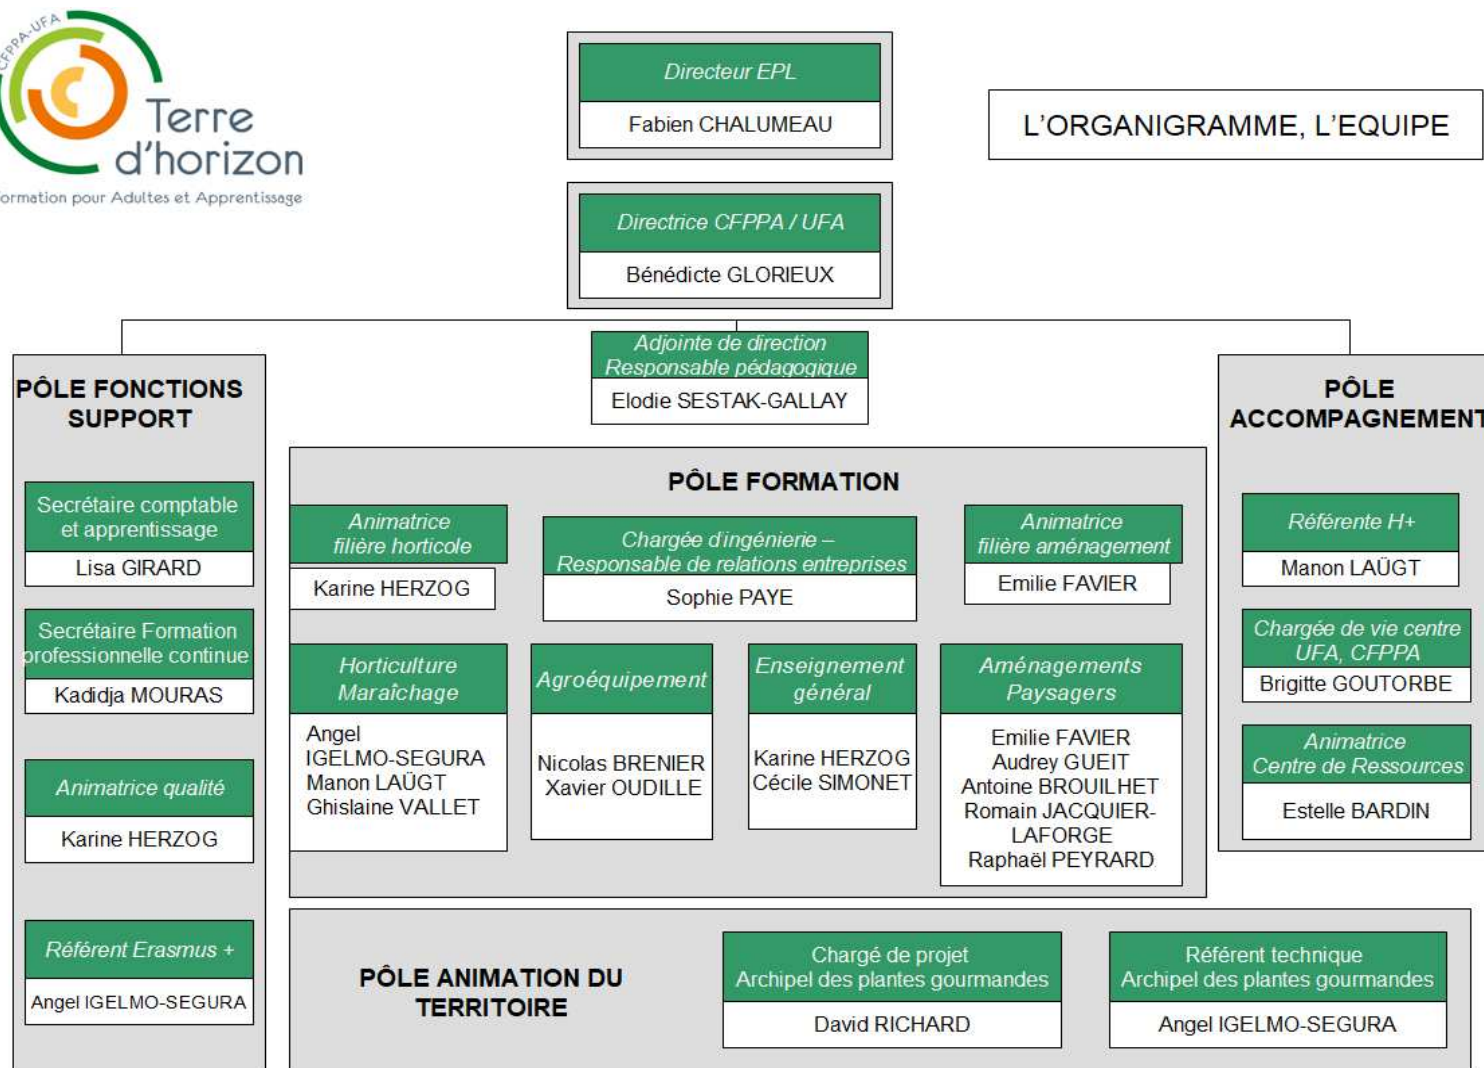 CFPPA-UFA
Terre
d'horizon
ormation pour Adultes et Apprentissage
Directeur EPL
Fabien CHALUMEAU
L'ORGANIGRAMME, L'EQUIPE
Directrice CFPPA / UFA
Bénédicte GLORIEUX
Adjointe de direction
Responsable pédagogique
Elodie SESTAK-GALLAY
PÔLE FONCTIONS
SUPPORT
Secrétaire comptable
et apprentissage
Lisa GIRARD
Secrétaire Formation
professionnelle continue
Kadidja MOURAS
Animatrice qualité
Karine HERZOG
Référent Erasmus +
Angel IGELMO-SEGURA
PÔLE FORMATION
Animatrice
filière horticole
Karine HERZOG
Chargée d'ingénierie –
Responsable de relations entreprises
Sophie PAYE
Animatrice
filière aménagement
Emilie FAVIER
Horticulture
Maraîchage
Angel
IGELMO-SEGURA
Manon LAÜGT
Ghislaine VALLET
Agroéquipement
Nicolas BRENIER
Xavier OUDILLE
Enseignement
général
Karine HERZOG
Cécile SIMONET
Aménagements
Paysagers
Emilie FAVIER
Audrey GUEIT
Antoine BROUILHET
Romain JACQUIER-
LAFORGE
Raphaël PEYRARD
PÔLE
ACCOMPAGNEMENT
Référente H+
Manon LAÜGT
Chargée de vie centre
UFA, CFPPA
Brigitte GOUTORBE
Animatrice
Centre de Ressources
Estelle BARDIN
PÔLE ANIMATION DU
TERRITOIRE
Chargé de projet
Archipel des plantes gourmandes
David RICHARD
Référent technique
Archipel des plantes gourmandes
Angel IGELMO-SEGURA